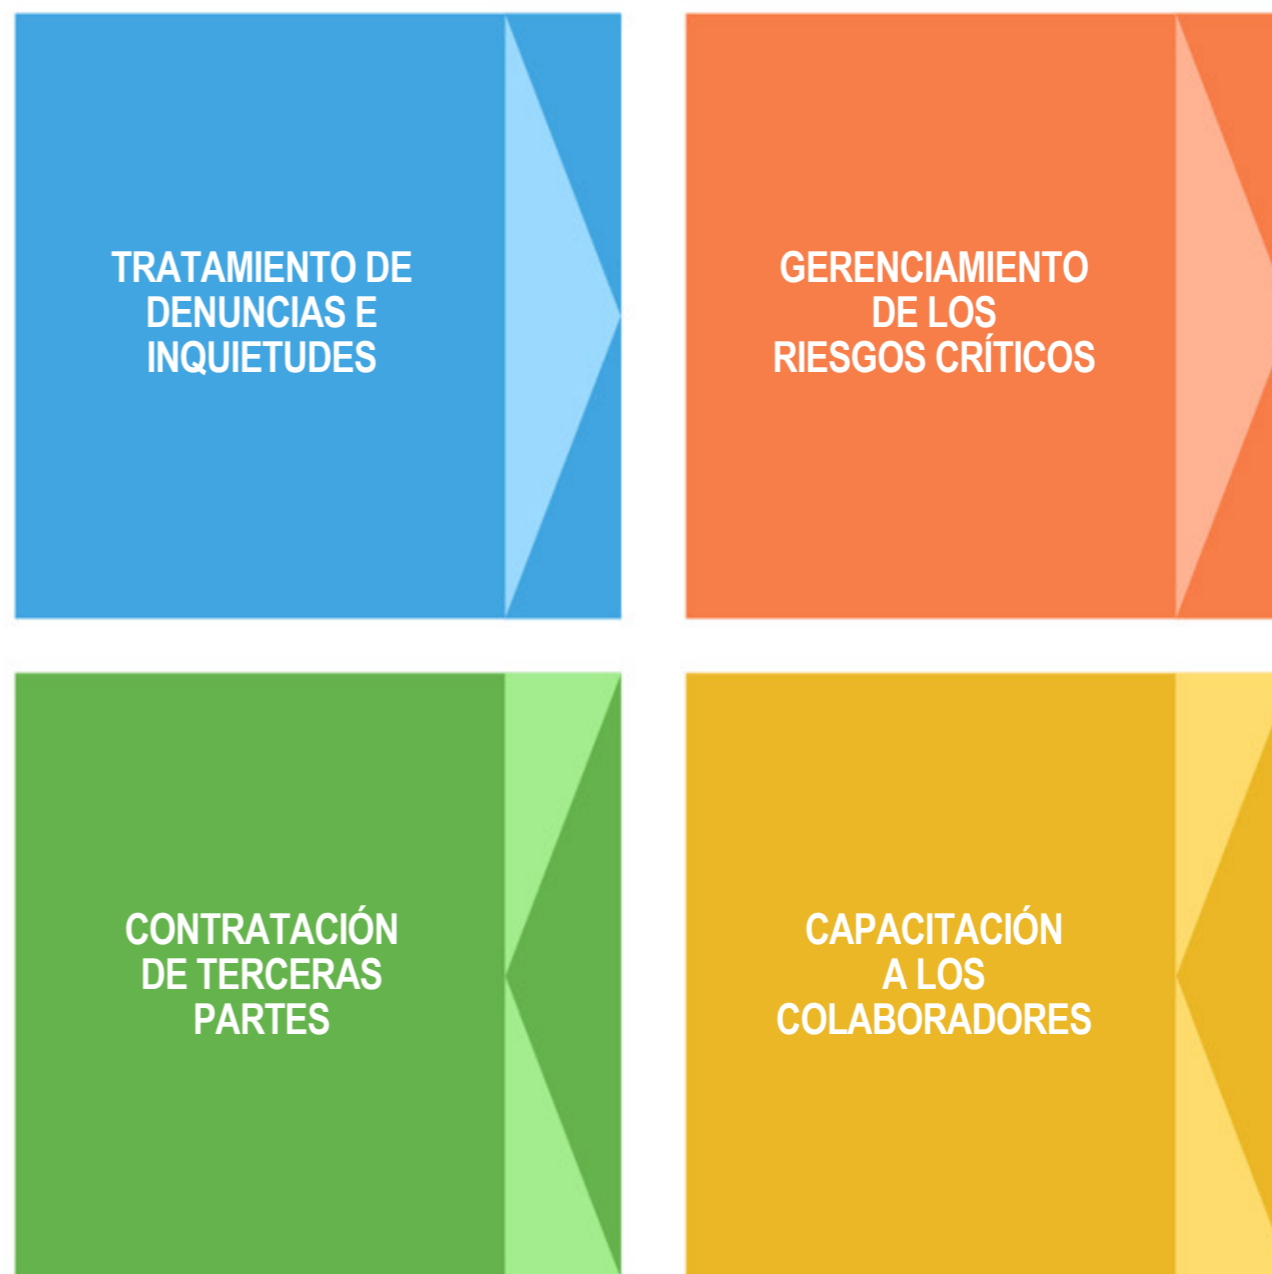 TRATAMIENTO DE
DENUNCIAS E
INQUIETUDES
GERENCIAMIENTO
DE LOS
RIESGOS CRÍTICOS
CONTRATACIÓN
DE TERCERAS
PARTES
CAPACITACIÓN
A LOS
COLABORADORES